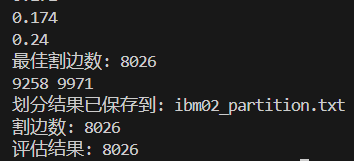 0.174
0.24
最佳割边数: 8026
9258 9971
划分结果已保存到: ibm02_partition.txt
割边数: 8026
评估结果: 8026